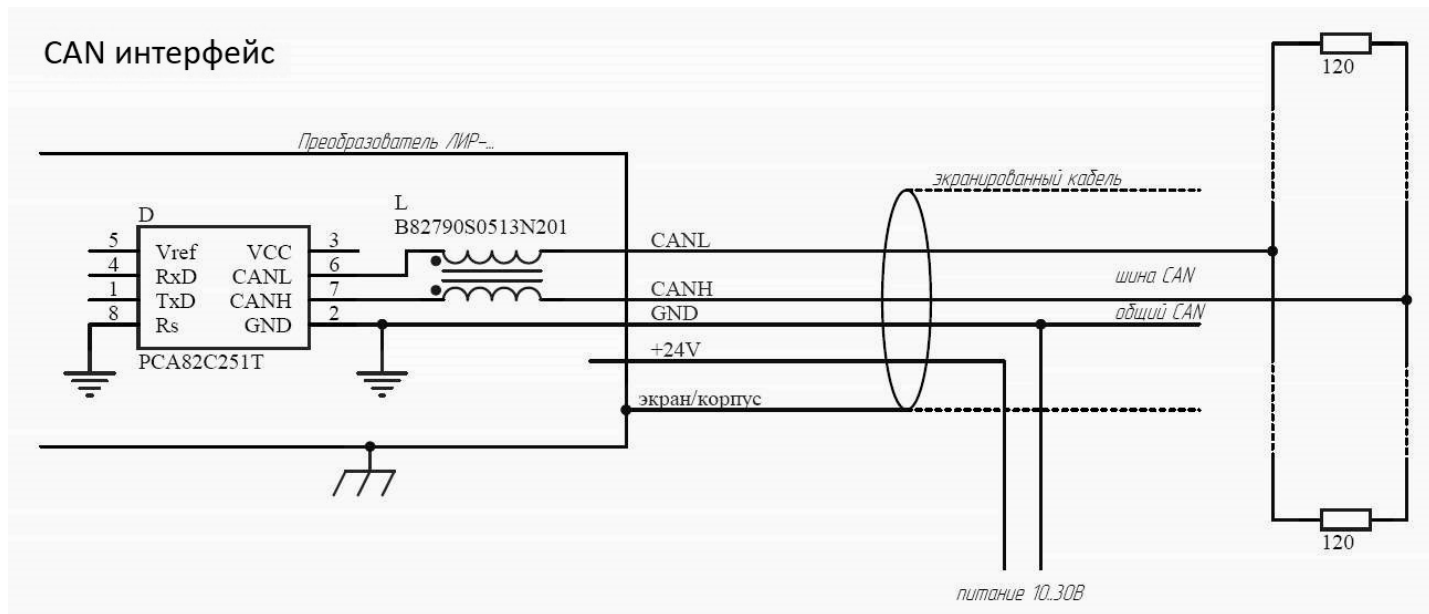 CAN интерфейс
120
Преобразователь ЛИР-...
экранированный кабель
L
B82790S0513N201
D
5 Vref VCC 3
4 RxD CANL 6
1 TxD CANH 7
8 Rs GND 2
PCA82C251T
CANL
шина CAN
CANH
GND
общий CAN
+24V
экран/корпус
120
питание 10..30В